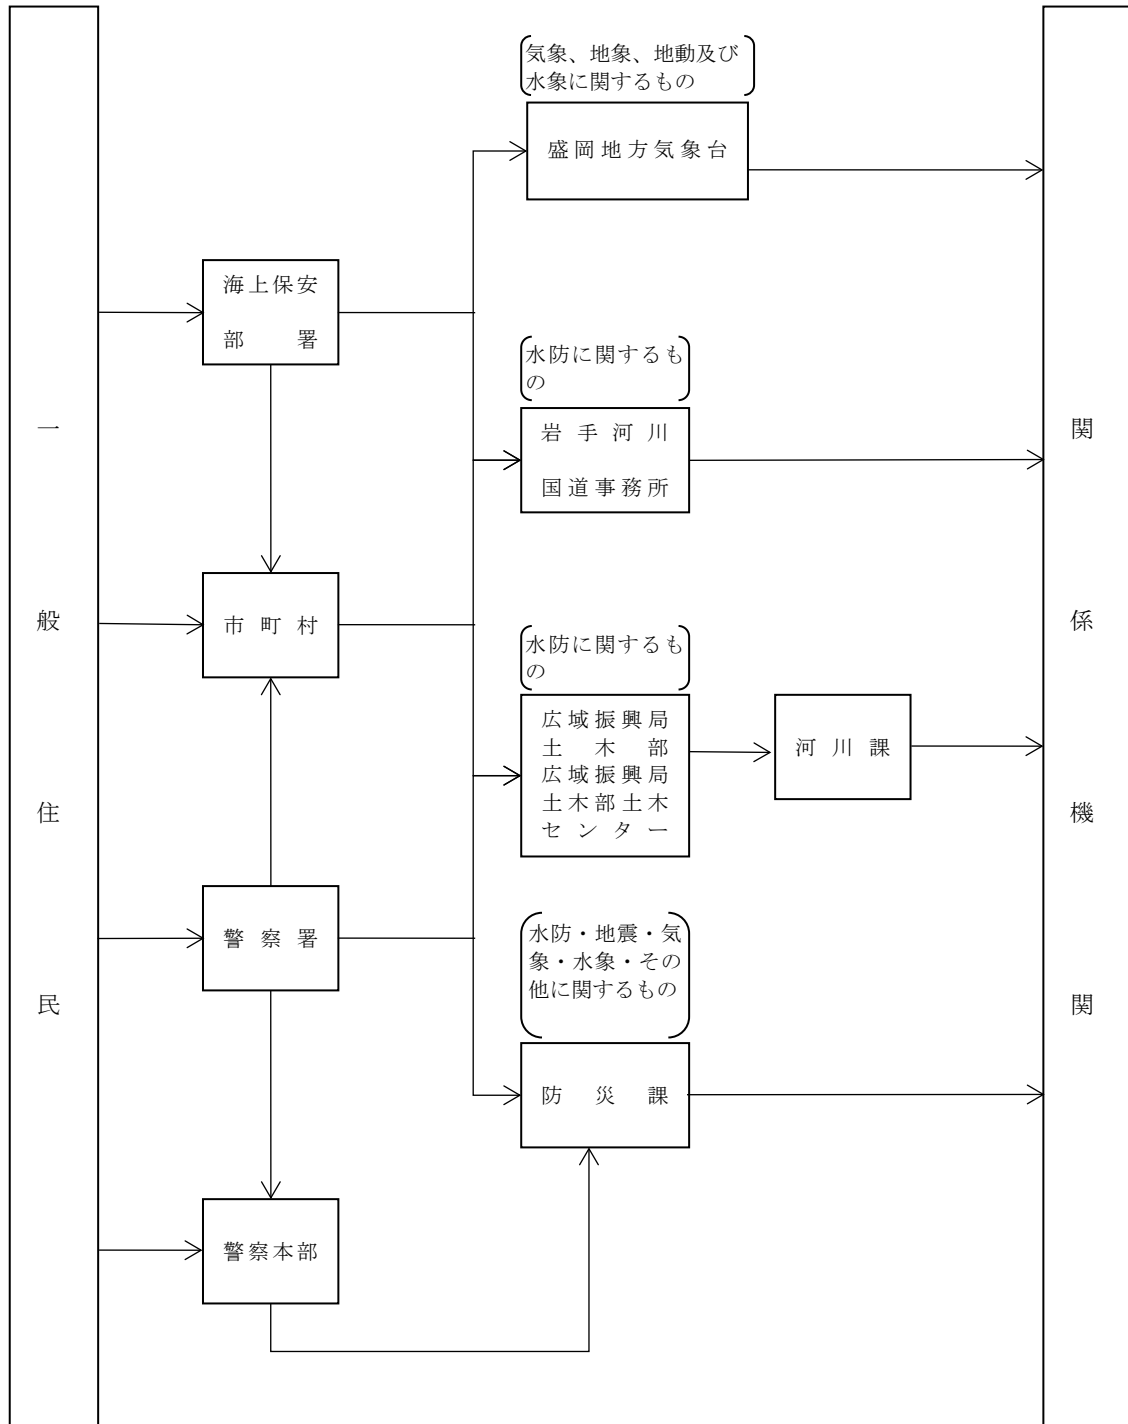 一般住民
気象、地象、地動及び
水象に関するもの
盛岡地方気象台
海上保安
部署
水防に関するも
の
岩手河川
国道事務所
市町村
水防に関するも
の
広域振興局
土木部
広域振興局
土木部土木
センター
河川課
警察署
水防・地震・気
象・水象・その
他に関するもの
防災課
警察本部
関係機関